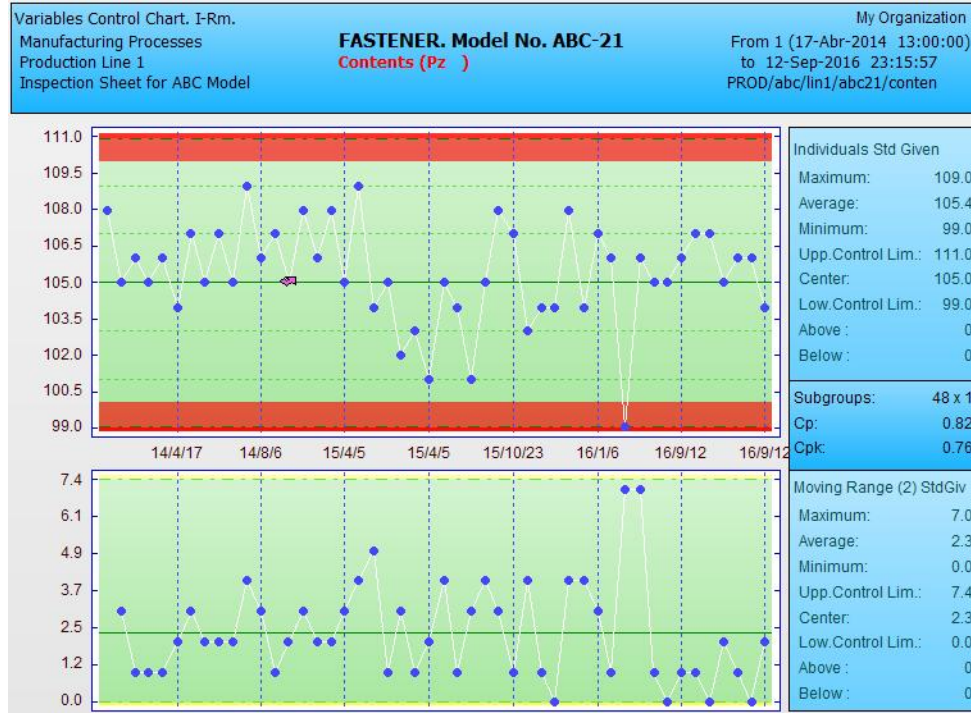 Variables Control Chart. I-Rm.
Manufacturing Processes
Production Line 1
Inspection Sheet for ABC Model
FASTENER. Model No. ABC-21
Contents (Pz )
My Organization
From 1 (17-Abr-2014 13:00:00)
to 12-Sep-2016 23:15:57
PROD/abc/lin1/abc21/conten
111.0
109.5
108.0
106.5
105.0
103.5
102.0
100.5
99.0
14/4/17 14/8/6 15/4/5 15/4/5 15/10/23 16/1/6 16/9/12 16/9/12
7.4
6.1
4.9
3.7
2.5
1.2
0.0
Individuals Std Given
Maximum: 109.0
Average: 105.4
Minimum: 99.0
Upp.Control Lim.: 111.0
Center: 105.0
Low.Control Lim.: 99.0
Above : 0
Below : 0
Subgroups: 48 x 1
Cp: 0.82
Cpk: 0.76
Moving Range (2) StdGiv
Maximum: 7.0
Average: 2.3
Minimum: 0.0
Upp.Control Lim.: 7.4
Center: 2.3
Low.Control Lim.: 0.0
Above : 0
Below : 0